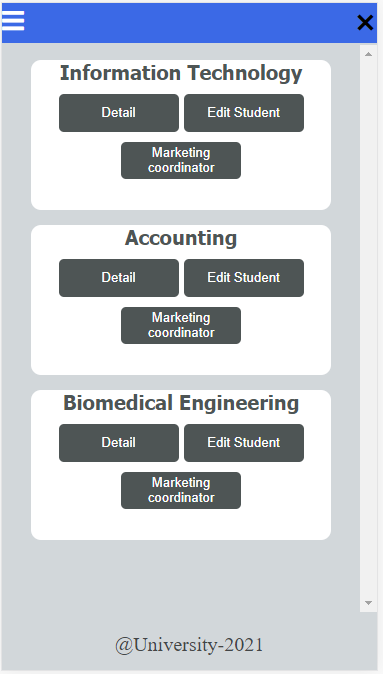 Information Technology
Detail
Edit Student
Marketing
coordinator
Accounting
Detail
Edit Student
Marketing
coordinator
Biomedical Engineering
Detail
Edit Student
Marketing
coordinator
@University-2021